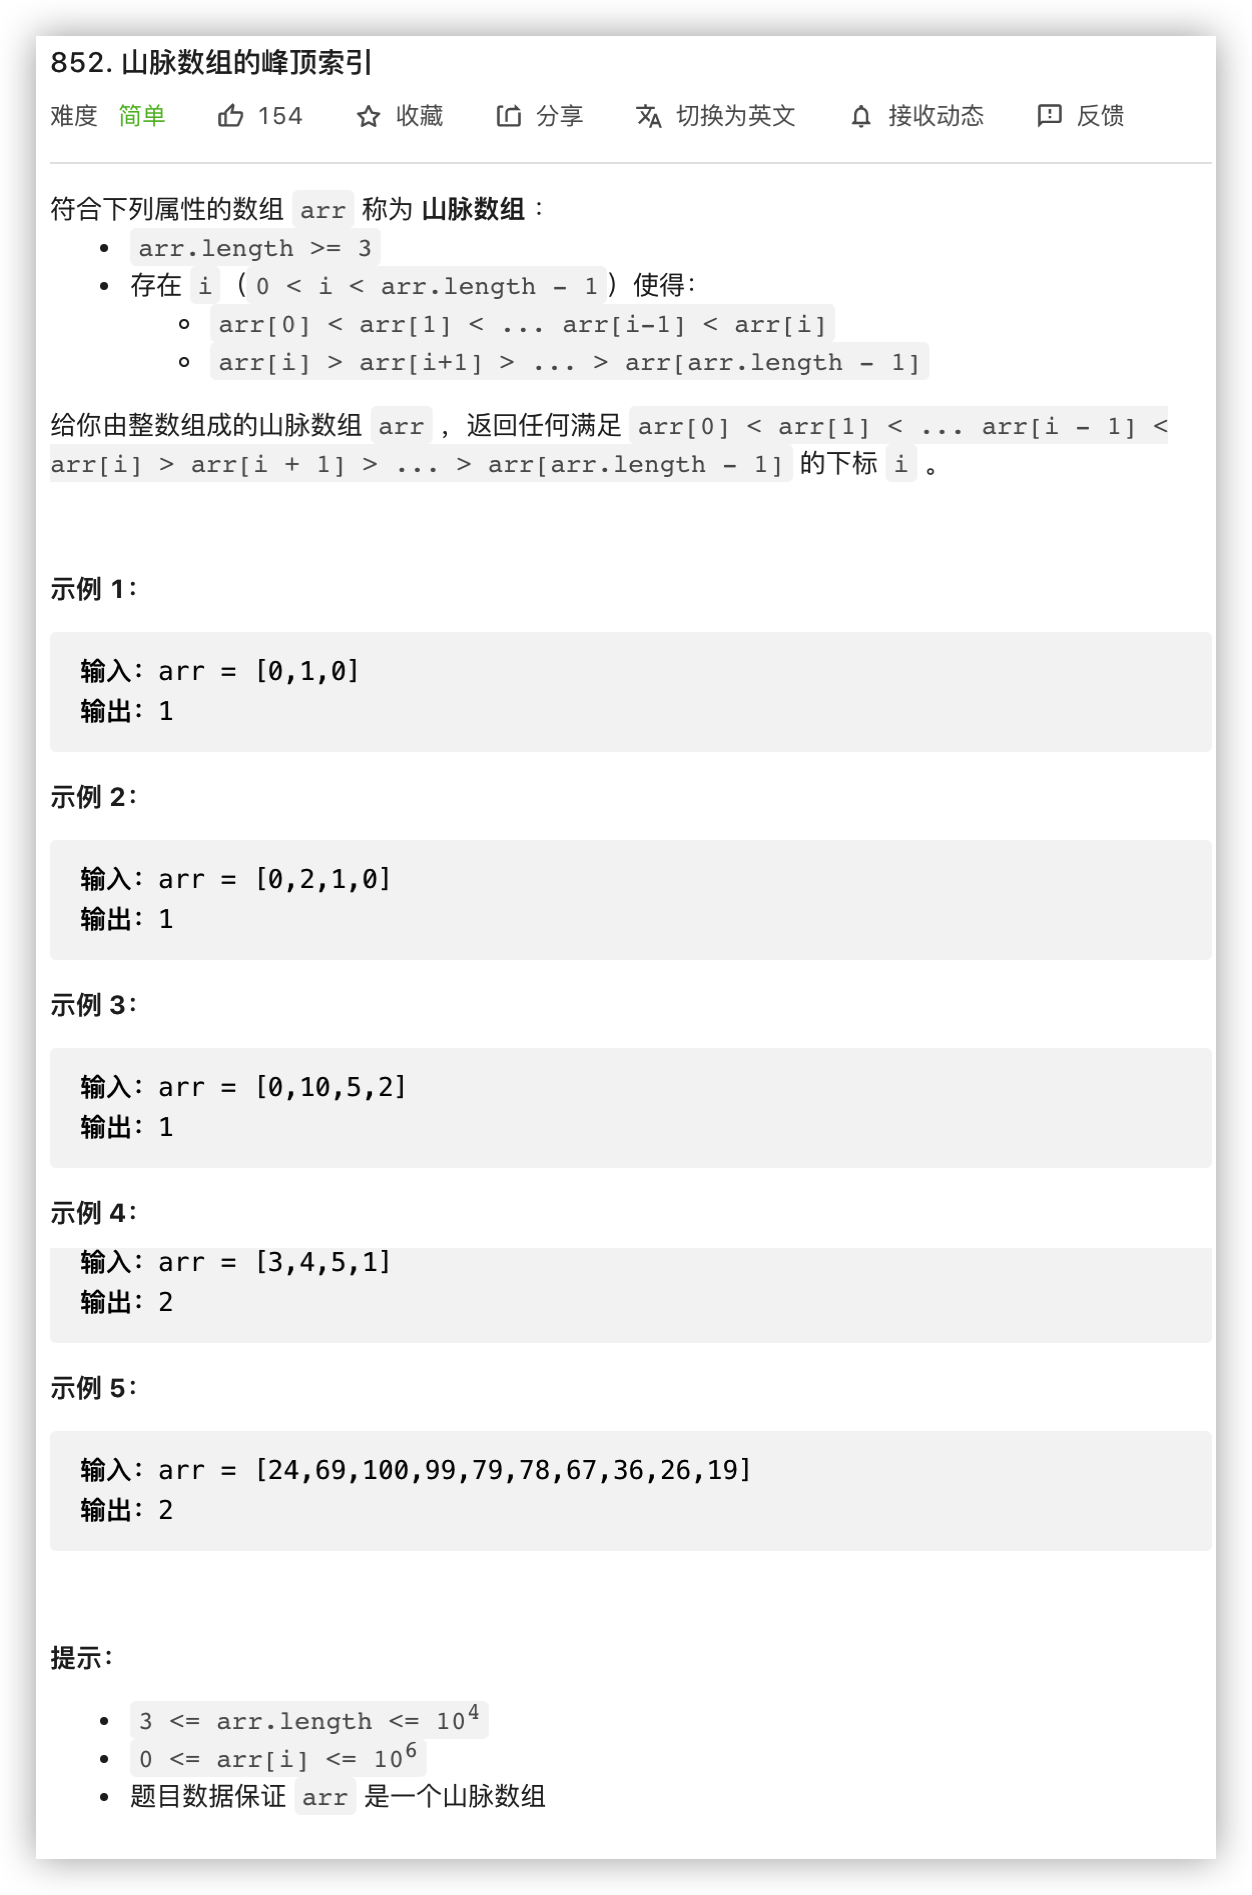 852. 山脉数组的峰顶索引
难度 简单 154 收藏 分享 切换为英文 接收动态 反馈
符合下列属性的数组 arr 称为 山脉数组 ：
arr.length >= 3
存在 i （0 < i < arr.length - 1）使得：
arr[0] < arr[1] < ... arr[i-1] < arr[i]
arr[i] > arr[i+1] > ... > arr[arr.length - 1]
给你由整数组成的山脉数组 arr ，返回任何满足 arr[0] < arr[1] < ... arr[i - 1] <
arr[i] > arr[i + 1] > ... > arr[arr.length - 1] 的下标 i 。
示例 1：
输入：arr = [0,1,0]
输出：1
示例 2：
输入：arr = [0,2,1,0]
输出：1
示例 3：
输入：arr = [0,10,5,2]
输出：1
示例 4：
输入：arr = [3,4,5,1]
输出：2
示例 5：
输入：arr = [24,69,100,99,79,78,67,36,26,19]
输出：2
提示：
3 <= arr.length <= 10⁴
0 <= arr[i] <= 10⁶
题目数据保证 arr 是一个山脉数组